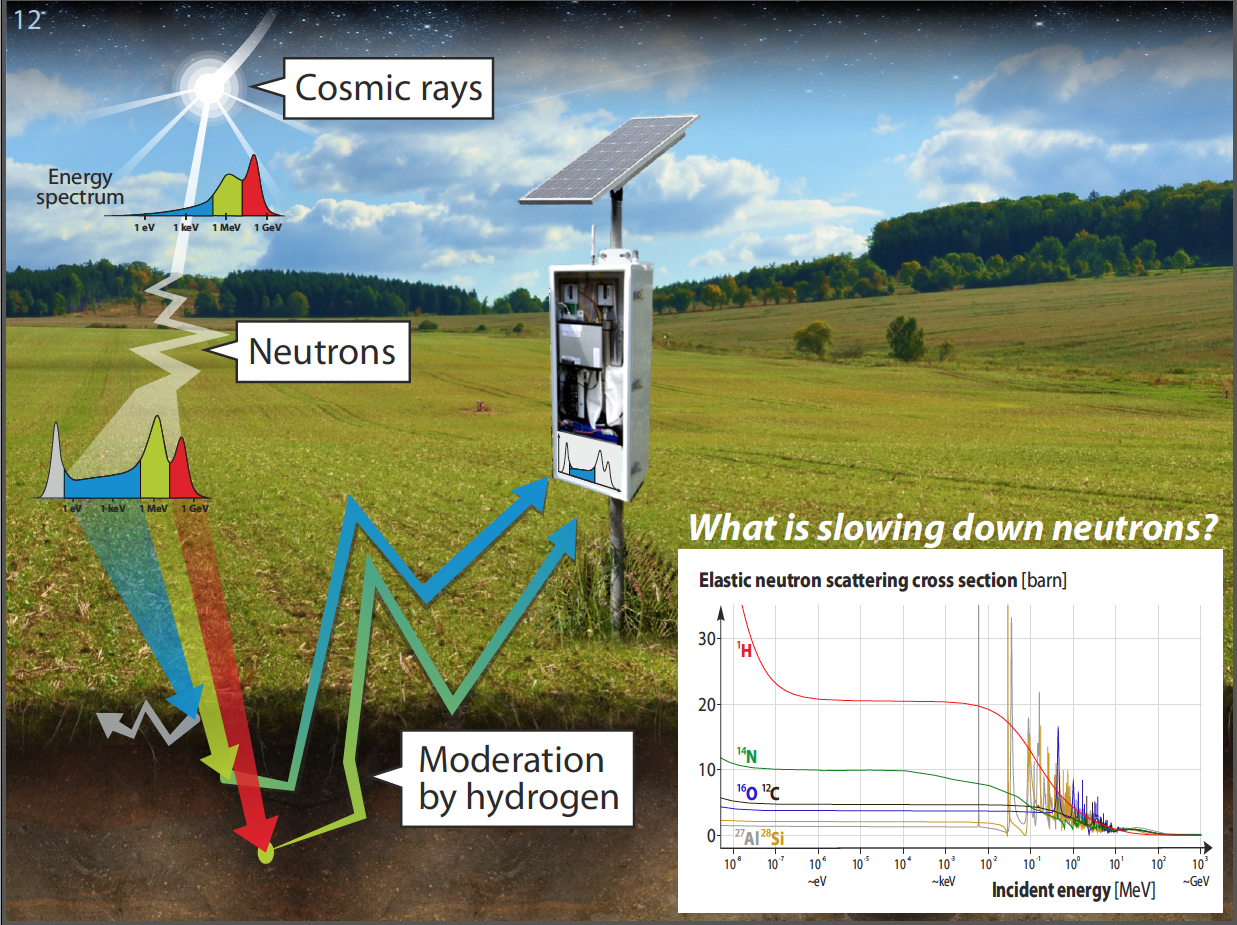 12
Cosmic rays
Energy
spectrum
1 eV 1 keV 1 MeV 1 GeV
Neutrons
1 eV 1 keV 1 MeV 1 GeV
What is slowing down neutrons?
Elastic neutron scattering cross section [barn]
30
¹H
20
¹⁴N
10
¹⁶O ¹²C
0
²⁷Al ²⁸Si
10⁻⁸ 10⁻⁷ 10⁻⁶ 10⁻⁵ 10⁻⁴ 10⁻³ 10⁻² 10⁻¹ 10⁰ 10¹ 10² 10³
~eV ~keV ~GeV
Incident energy [MeV]
Moderation
by hydrogen